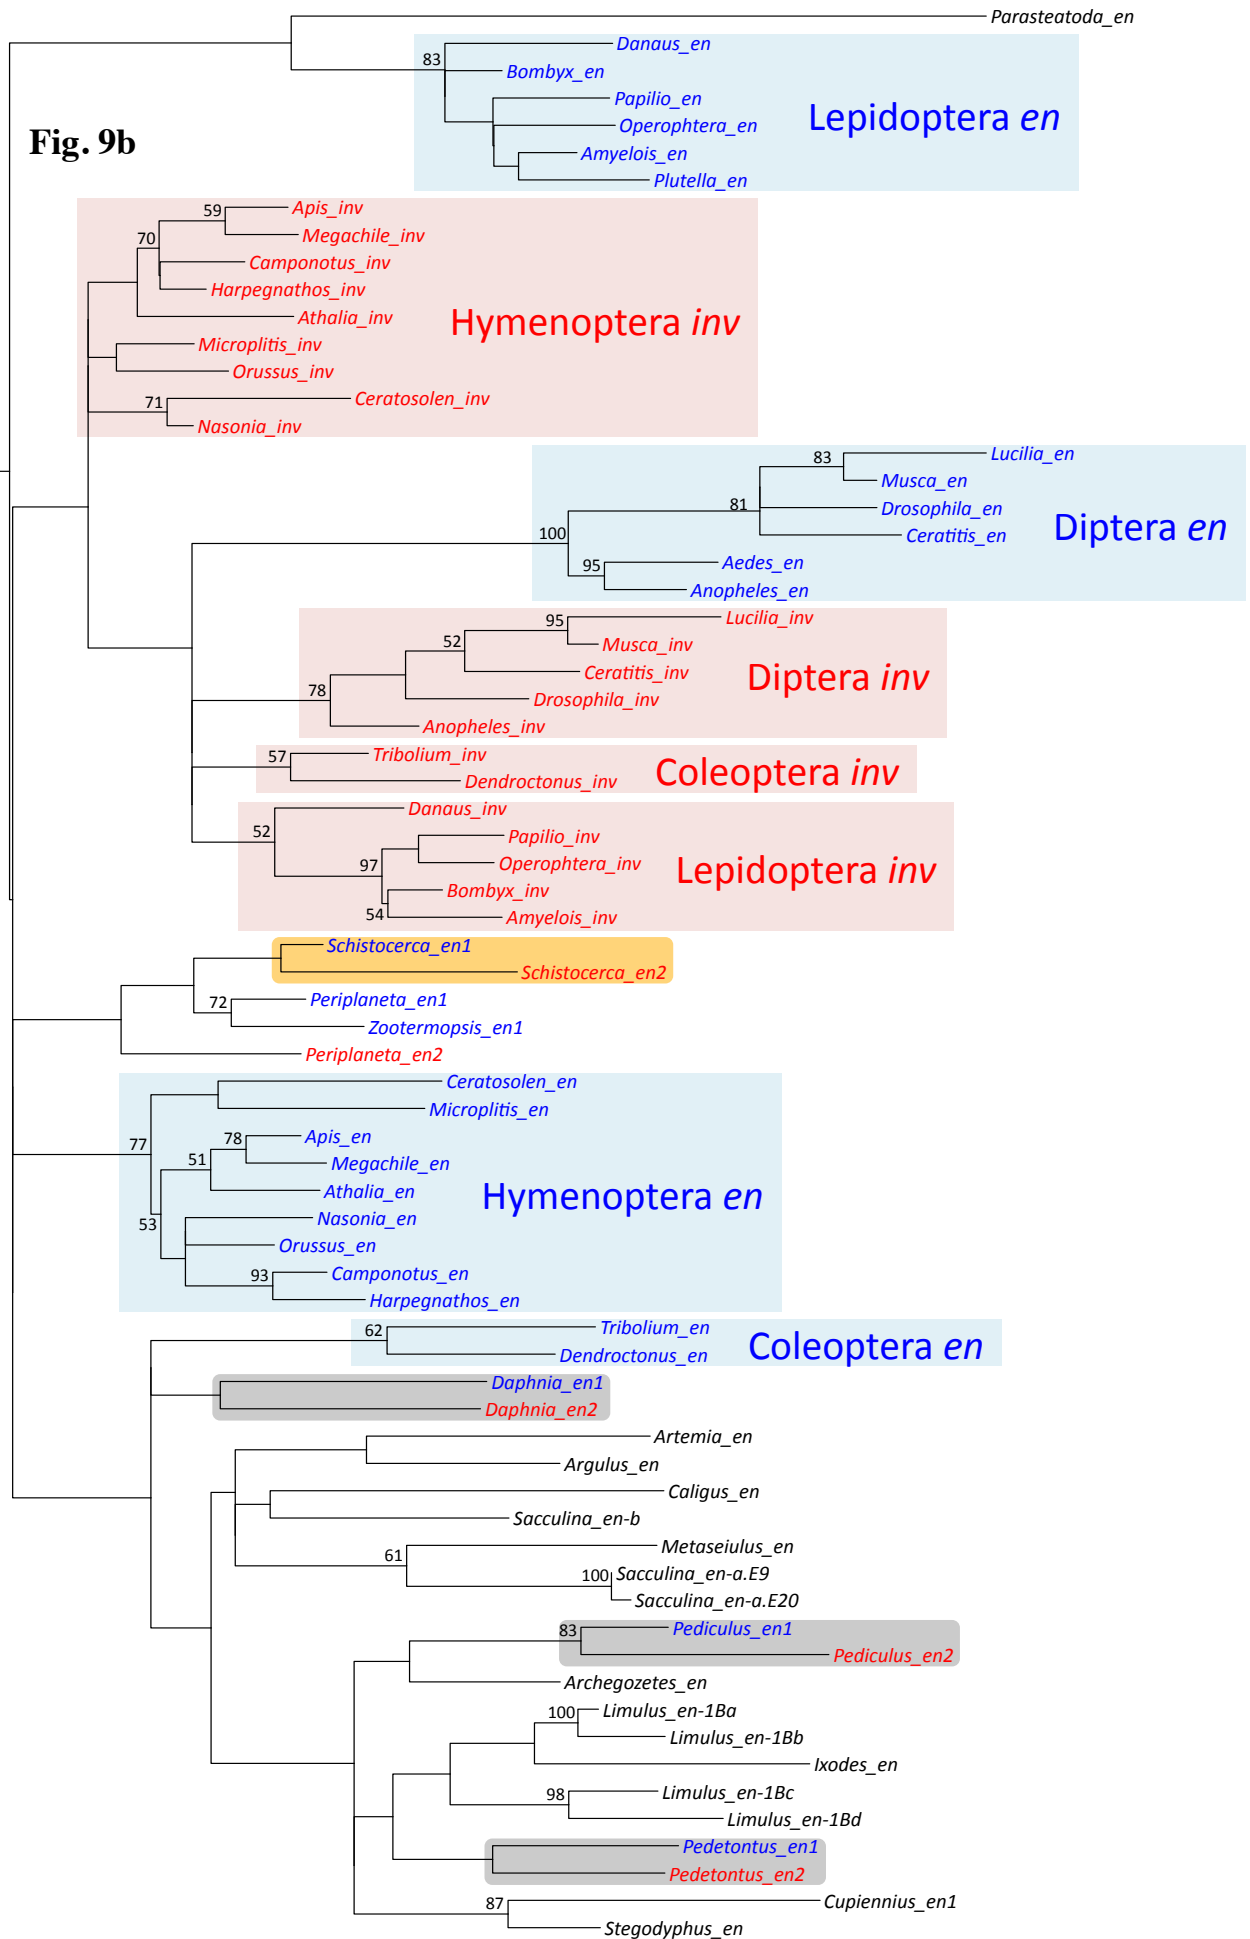 Parasteatoda_en
Danaus_en
83
Bombyx_en
Papilio_en
Lepidoptera en
Operophtera_en
Fig. 9b
Amyelois_en
Plutella_en
59
Apis_inv
Megachile_inv
70
Camponotus_inv
Harpegnathos_inv
Athalia_inv
Hymenoptera inv
Microplitis_inv
Orussus_inv
71
Ceratosolen_inv
Nasonia_inv
83
Lucilia_en
Musca_en
81
Drosophila_en
Diptera en
Ceratitis_en
100
Aedes_en
95
Anopheles_en
95
Lucilia_inv
52
Musca_inv
Ceratitis_inv
Diptera inv
78
Drosophila_inv
Anopheles_inv
57
Tribolium_inv
Coleoptera inv
Dendroctonus_inv
Danaus_inv
52
Papilio_inv
97
Operophtera_inv
Lepidoptera inv
Bombyx_inv
54
Amyelois_inv
Schistocerca_en1
Schistocerca_en2
72
Periplaneta_en1
Zootermopsis_en1
Periplaneta_en2
Ceratosolen_en
Microplitis_en
77
78
Apis_en
51
Megachile_en
Athalia_en
Hymenoptera en
53
Nasonia_en
Orussus_en
93
Camponotus_en
Harpegnathos_en
62
Tribolium_en
Coleoptera en
Dendroctonus_en
Daphnia_en1
Daphnia_en2
Artemia_en
Argulus_en
Caligus_en
Sacculina_en-b
61
Metaseiulus_en
100
Sacculina_en-a.E9
Sacculina_en-a.E20
83
Pediculus_en1
Pediculus_en2
Archegozetes_en
100
Limulus_en-1Ba
Limulus_en-1Bb
Ixodes_en
98
Limulus_en-1Bc
Limulus_en-1Bd
Pedetontus_en1
Pedetontus_en2
87
Cupiennius_en1
Stegodyphus_en